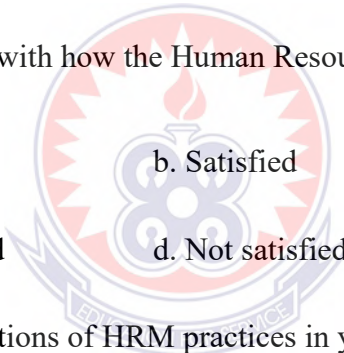 with how the Human Resou
b. Satisfied
d. Not satisfied
tions of HRM practices in y